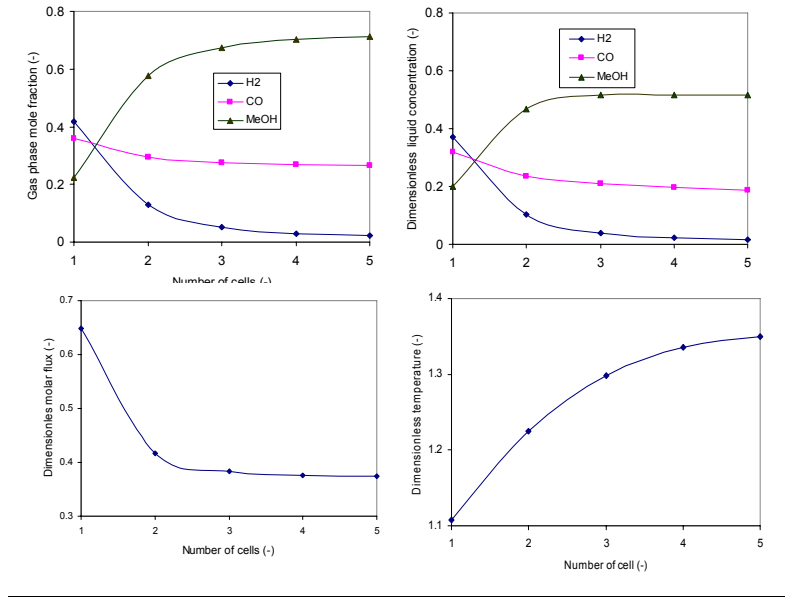 Gas phase mole fraction (-)
0.8
0.6
0.4
0.2
0
H2
CO
MeOH
1 2 3 4 5
Number of cells (-)
Dimensionless liquid concentration (-)
0.8
0.6
0.4
0.2
0
H2
CO
MeOH
1 2 3 4 5
Dimensionles molar flux (-)
0.7
0.6
0.5
0.4
0.3
1 2 3 4 5
Number of cells (-)
Dimensionless temperature (-)
1.4
1.3
1.2
1.1
1 2 3 4 5
Number of cell (-)